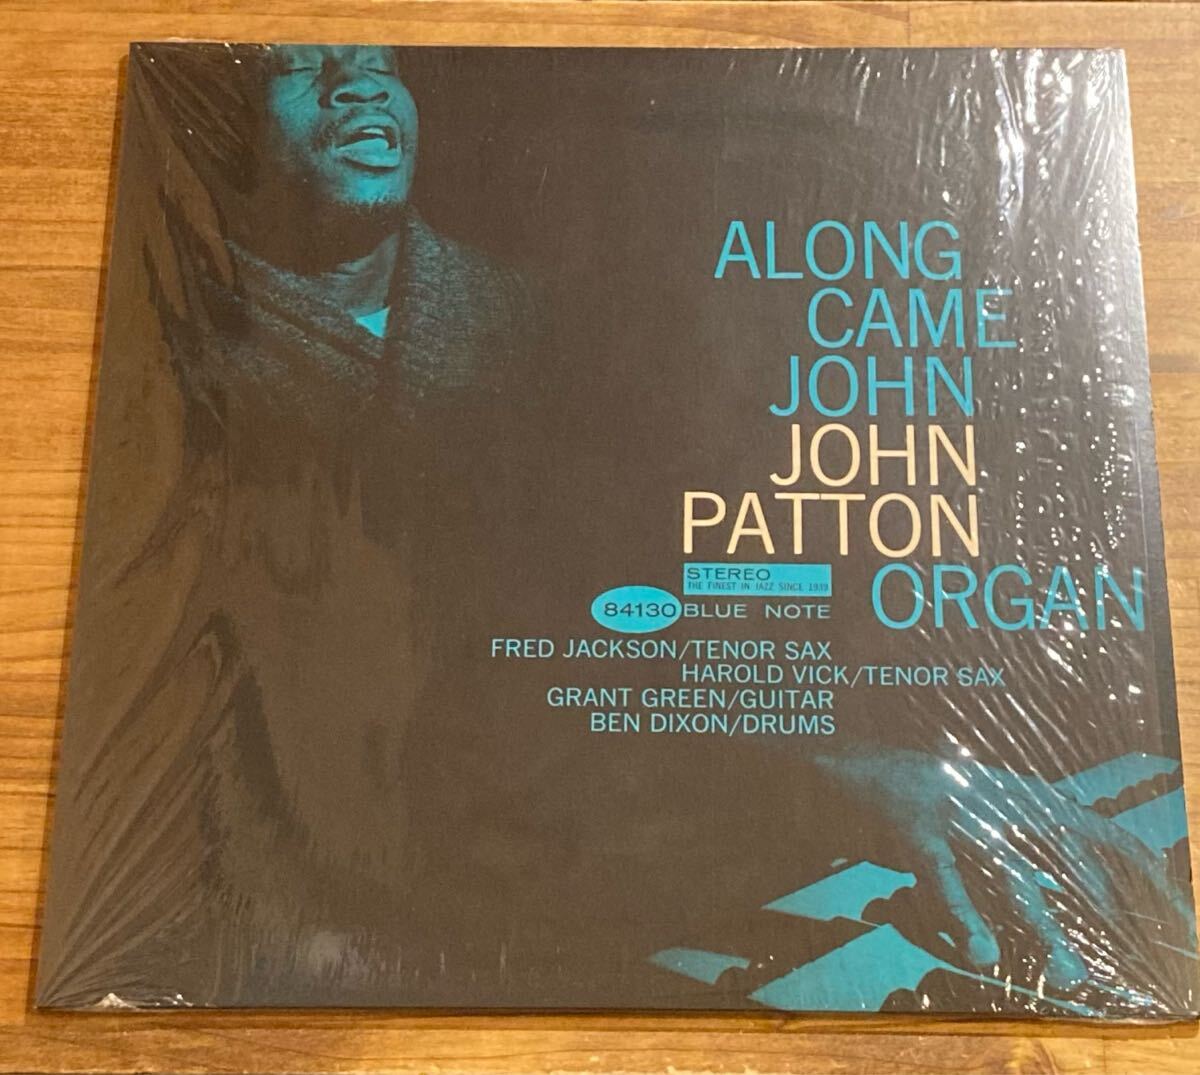 ALONG
CAME
JOHN
JOHN
PATTON
ORGAN
STEREO
THE FINEST IN JAZZ SINCE 1939
84130 BLUE NOTE
FRED JACKSON/TENOR SAX
HAROLD VICK/TENOR SAX
GRANT GREEN/GUITAR
BEN DIXON/DRUMS